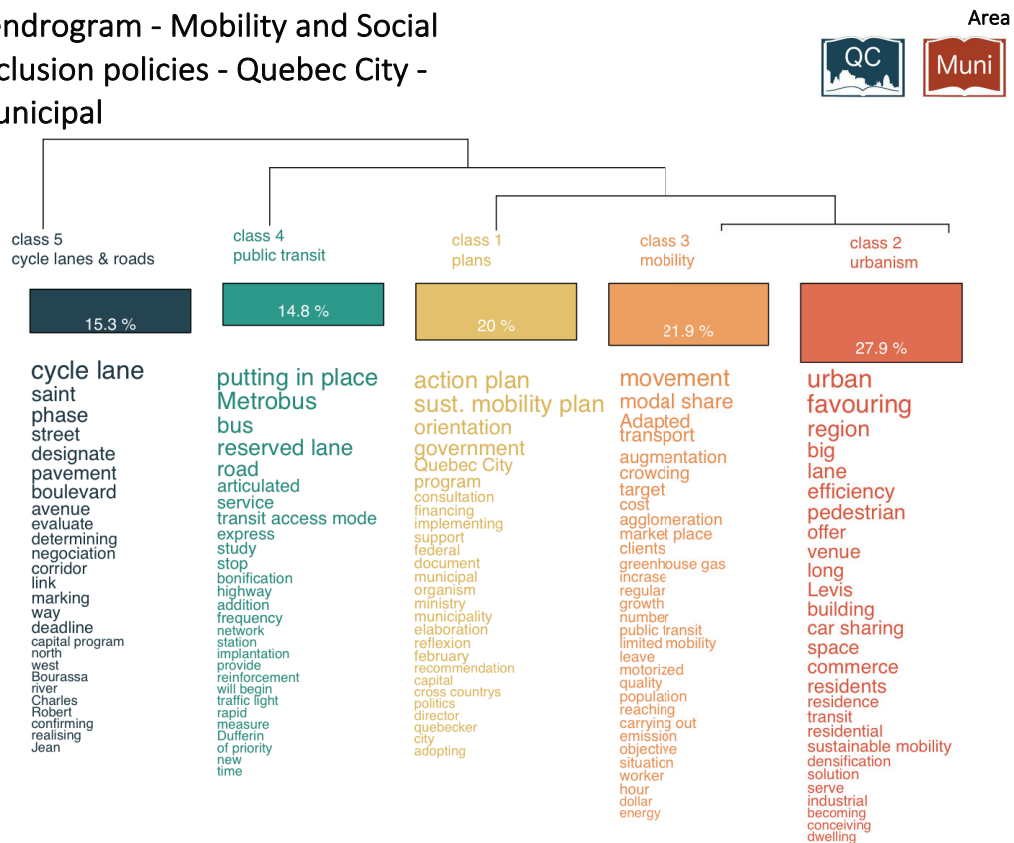 endrogram - Mobility and Social
clusion policies - Quebec City -
unicipal
Area
QC
Muni
class 5
cycle lanes & roads
15.3 %
cycle lane
saint
phase
street
designate
pavement
boulevard
avenue
evaluate
determining
negociation
corridor
link
marking
way
deadline
capital program
north
west
Bourassa
river
Charles
Robert
confirming
realising
Jean
class 4
public transit
14.8 %
putting in place
Metrobus
bus
reserved lane
road
articulated
service
transit access mode
express
study
stop
bonification
highway
addition
frequency
network
station
implantation
provide
reinforcement
will begin
traffic light
rapid
measure
Dufferin
of priority
new
time
class 1
plans
20 %
action plan
sust. mobility plan
orientation
government
Quebec City
program
consultation
financing
implementing
support
federal
document
municipal
organism
ministry
municipality
elaboration
reflexion
february
recommendation
capital
cross countrys
politics
director
quebecker
city
adopting
class 3
mobility
21.9 %
movement
modal share
Adapted
transport
augmentation
crowding
target
cost
agglomeration
market place
clients
greenhouse gas
incrase
regular
growth
number
public transit
limited mobility
leave
motorized
quality
population
reaching
carrying out
emission
objective
situation
worker
hour
dollar
energy
class 2
urbanism
27.9 %
urban
favouring
region
big
lane
efficiency
pedestrian
offer
venue
long
Levis
building
car sharing
space
commerce
residents
residence
transit
residential
sustainable mobility
densification
solution
serve
industrial
becoming
conceiving
dwelling